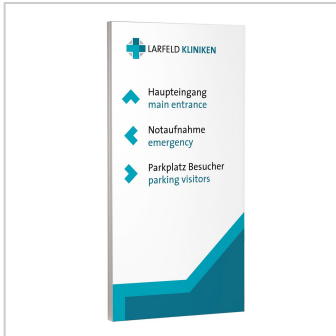 LARFELD KLINIKEN
Haupteingang
main entrance
Notaufnahme
emergency
Parkplatz Besucher
parking visitors